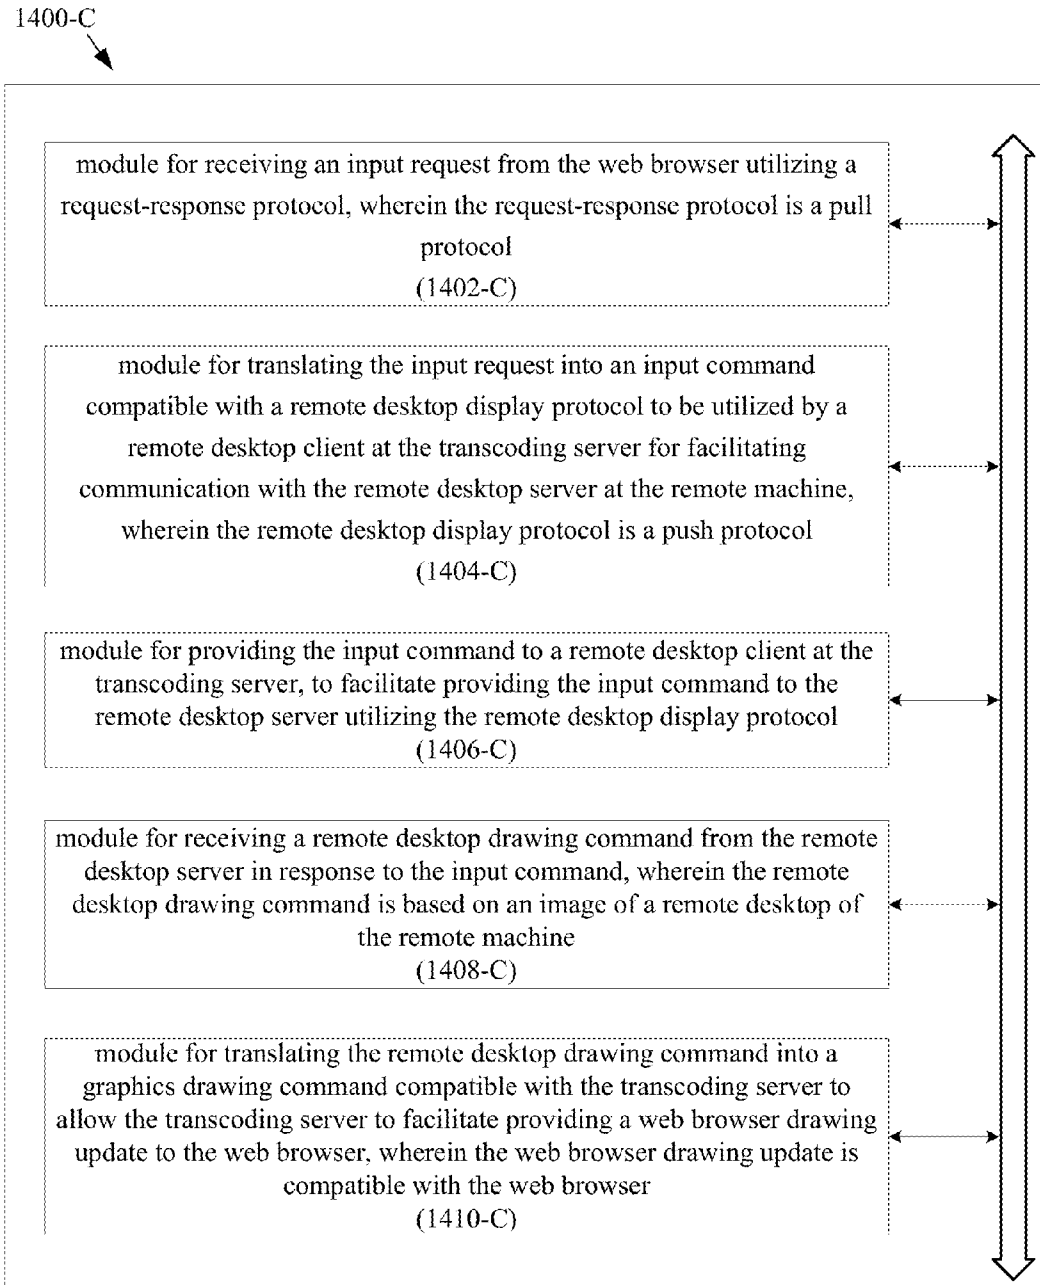 1400-C
module for receiving an input request from the web browser utilizing a
request-response protocol, wherein the request-response protocol is a pull
protocol
(1402-C)
module for translating the input request into an input command
compatible with a remote desktop display protocol to be utilized by a
remote desktop client at the transcoding server for facilitating
communication with the remote desktop server at the remote machine,
wherein the remote desktop display protocol is a push protocol
(1404-C)
module for providing the input command to a remote desktop client at the
transcoding server, to facilitate providing the input command to the
remote desktop server utilizing the remote desktop display protocol
(1406-C)
module for receiving a remote desktop drawing command from the remote
desktop server in response to the input command, wherein the remote
desktop drawing command is based on an image of a remote desktop of
the remote machine
(1408-C)
module for translating the remote desktop drawing command into a
graphics drawing command compatible with the transcoding server to
allow the transcoding server to facilitate providing a web browser drawing
update to the web browser, wherein the web browser drawing update is
compatible with the web browser
(1410-C)